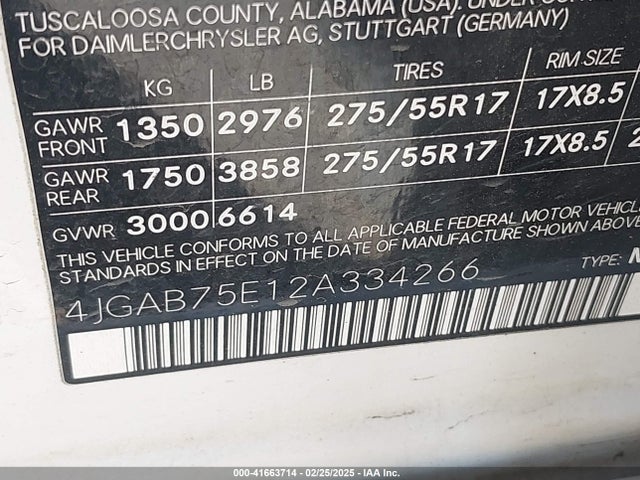 TUSCALOOSA COUNTY, ALABAMA (USA). UNDER
FOR DAIMLERCHRYSLER AG, STUTTGART (GERMANY)
KG LB TIRES RIM SIZE
GAWR FRONT 1350 2976 275/55R17 17X8.5
GAWR REAR 1750 3858 275/55R17 17X8.5 2
GVWR 3000 6614
THIS VEHICLE CONFORMS TO ALL APPLICABLE FEDERAL MOTOR VEHICLE
STANDARDS IN EFFECT ON THE DATE OF MANUFACTURE SHOWN ABOVE
4JGAB75E12A334266 TYPE:
000-41663714 - 02/25/2025 - IAA Inc.